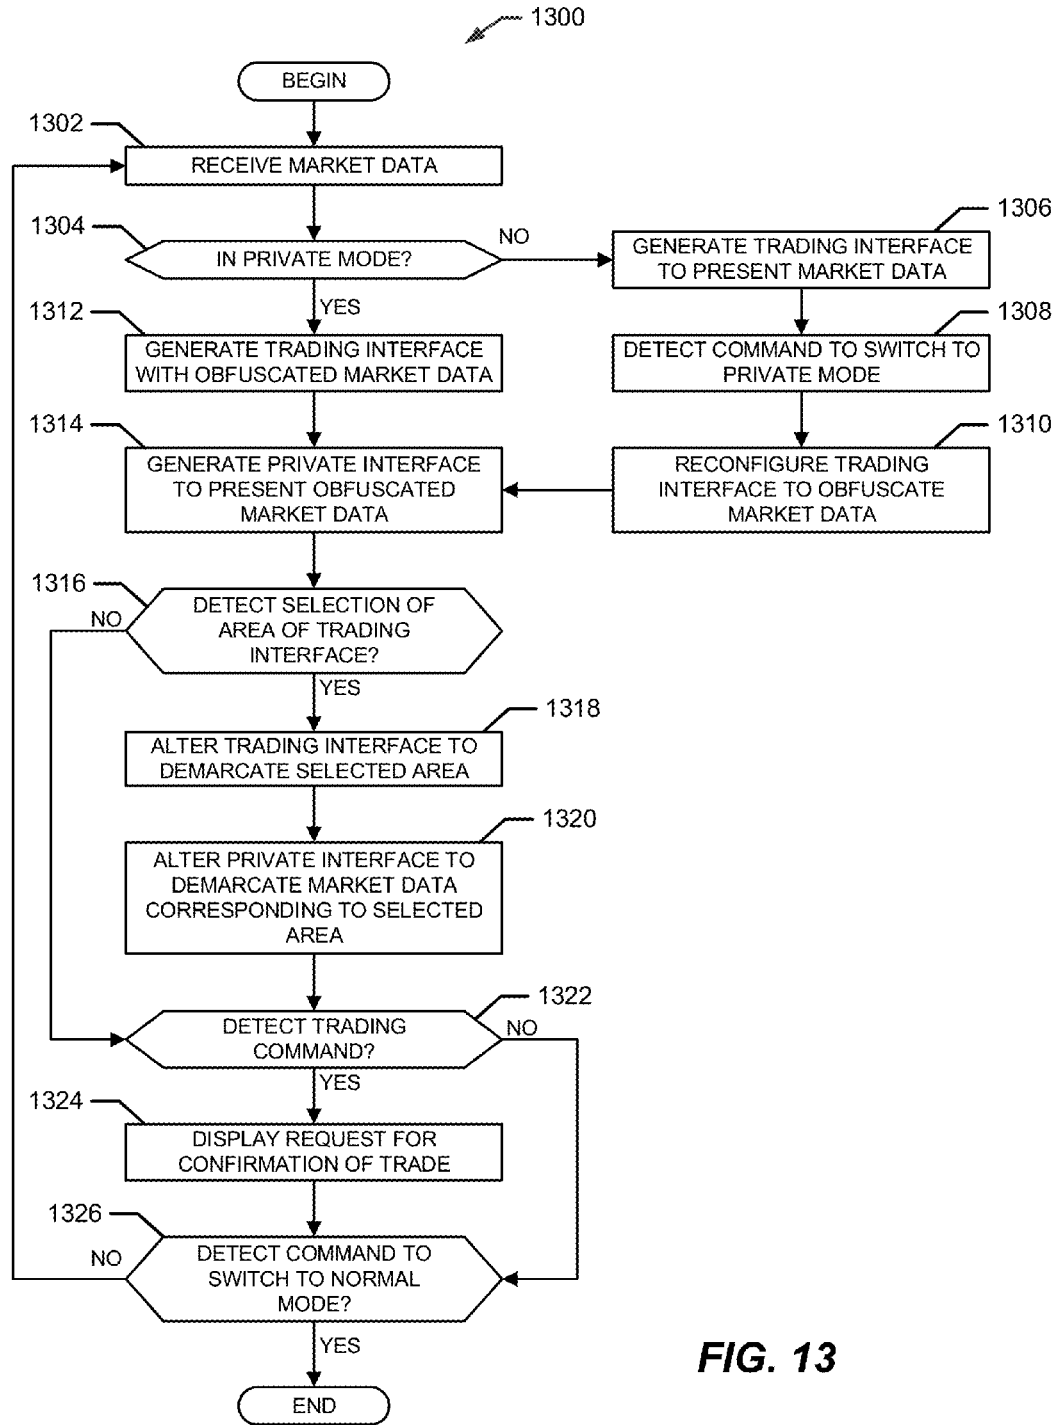 1300
BEGIN
1302
RECEIVE MARKET DATA
1304
IN PRIVATE MODE?
NO
YES
1306
GENERATE TRADING INTERFACE
TO PRESENT MARKET DATA
1308
DETECT COMMAND TO SWITCH TO
PRIVATE MODE
1310
RECONFIGURE TRADING
INTERFACE TO OBFUSCATE
MARKET DATA
1312
GENERATE TRADING INTERFACE
WITH OBFUSCATED MARKET DATA
1314
GENERATE PRIVATE INTERFACE
TO PRESENT OBFUSCATED
MARKET DATA
1316
NO
DETECT SELECTION OF
AREA OF TRADING
INTERFACE?
YES
1318
ALTER TRADING INTERFACE TO
DEMARCATE SELECTED AREA
1320
ALTER PRIVATE INTERFACE TO
DEMARCATE MARKET DATA
CORRESPONDING TO SELECTED
AREA
1322
DETECT TRADING
COMMAND?
NO
YES
1324
DISPLAY REQUEST FOR
CONFIRMATION OF TRADE
1326
NO
DETECT COMMAND TO
SWITCH TO NORMAL
MODE?
YES
END
FIG. 13